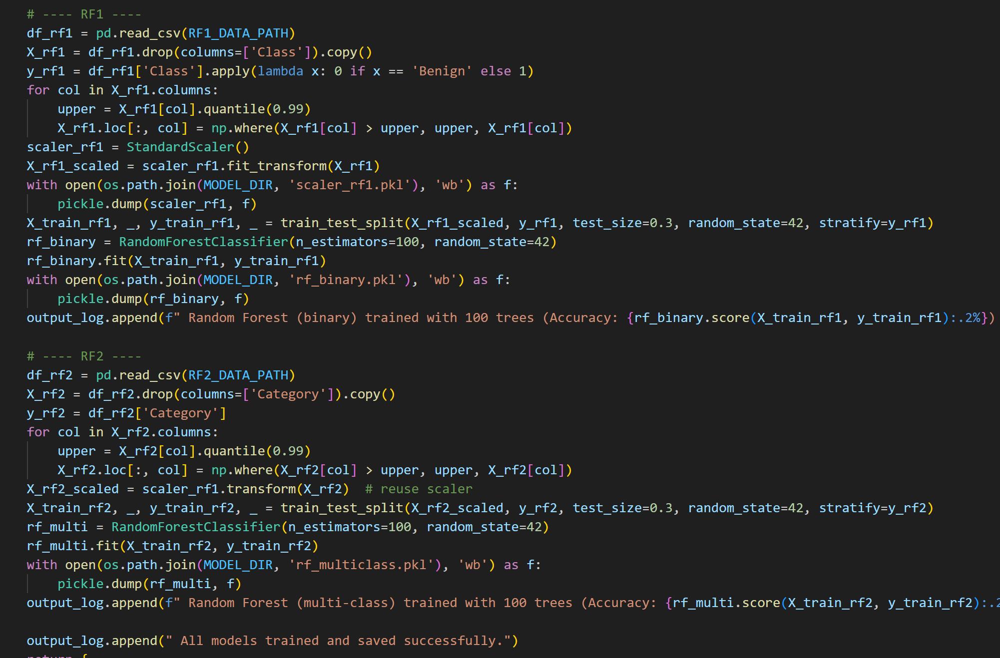 # ---- RF1 ----
df_rf1 = pd.read_csv(RF1_DATA_PATH)
X_rf1 = df_rf1.drop(columns=['Class']).copy()
y_rf1 = df_rf1['Class'].apply(lambda x: 0 if x == 'Benign' else 1)
for col in X_rf1.columns:
    upper = X_rf1[col].quantile(0.99)
    X_rf1.loc[:, col] = np.where(X_rf1[col] > upper, upper, X_rf1[col])
scaler_rf1 = StandardScaler()
X_rf1_scaled = scaler_rf1.fit_transform(X_rf1)
with open(os.path.join(MODEL_DIR, 'scaler_rf1.pkl'), 'wb') as f:
    pickle.dump(scaler_rf1, f)
X_train_rf1, _, y_train_rf1, _ = train_test_split(X_rf1_scaled, y_rf1, test_size=0.3, random_state=42, stratify=y_rf1)
rf_binary = RandomForestClassifier(n_estimators=100, random_state=42)
rf_binary.fit(X_train_rf1, y_train_rf1)
with open(os.path.join(MODEL_DIR, 'rf_binary.pkl'), 'wb') as f:
    pickle.dump(rf_binary, f)
output_log.append(f" Random Forest (binary) trained with 100 trees (Accuracy: {rf_binary.score(X_train_rf1, y_train_rf1):.2%})
# ---- RF2 ----
df_rf2 = pd.read_csv(RF2_DATA_PATH)
X_rf2 = df_rf2.drop(columns=['Category']).copy()
y_rf2 = df_rf2['Category']
for col in X_rf2.columns:
    upper = X_rf2[col].quantile(0.99)
    X_rf2.loc[:, col] = np.where(X_rf2[col] > upper, upper, X_rf2[col])
X_rf2_scaled = scaler_rf1.transform(X_rf2)  # reuse scaler
X_train_rf2, _, y_train_rf2, _ = train_test_split(X_rf2_scaled, y_rf2, test_size=0.3, random_state=42, stratify=y_rf2)
rf_multi = RandomForestClassifier(n_estimators=100, random_state=42)
rf_multi.fit(X_train_rf2, y_train_rf2)
with open(os.path.join(MODEL_DIR, 'rf_multiclass.pkl'), 'wb') as f:
    pickle.dump(rf_multi, f)
output_log.append(f" Random Forest (multi-class) trained with 100 trees (Accuracy: {rf_multi.score(X_train_rf2, y_train_rf2):.2
output_log.append(" All models trained and saved successfully.")
return {